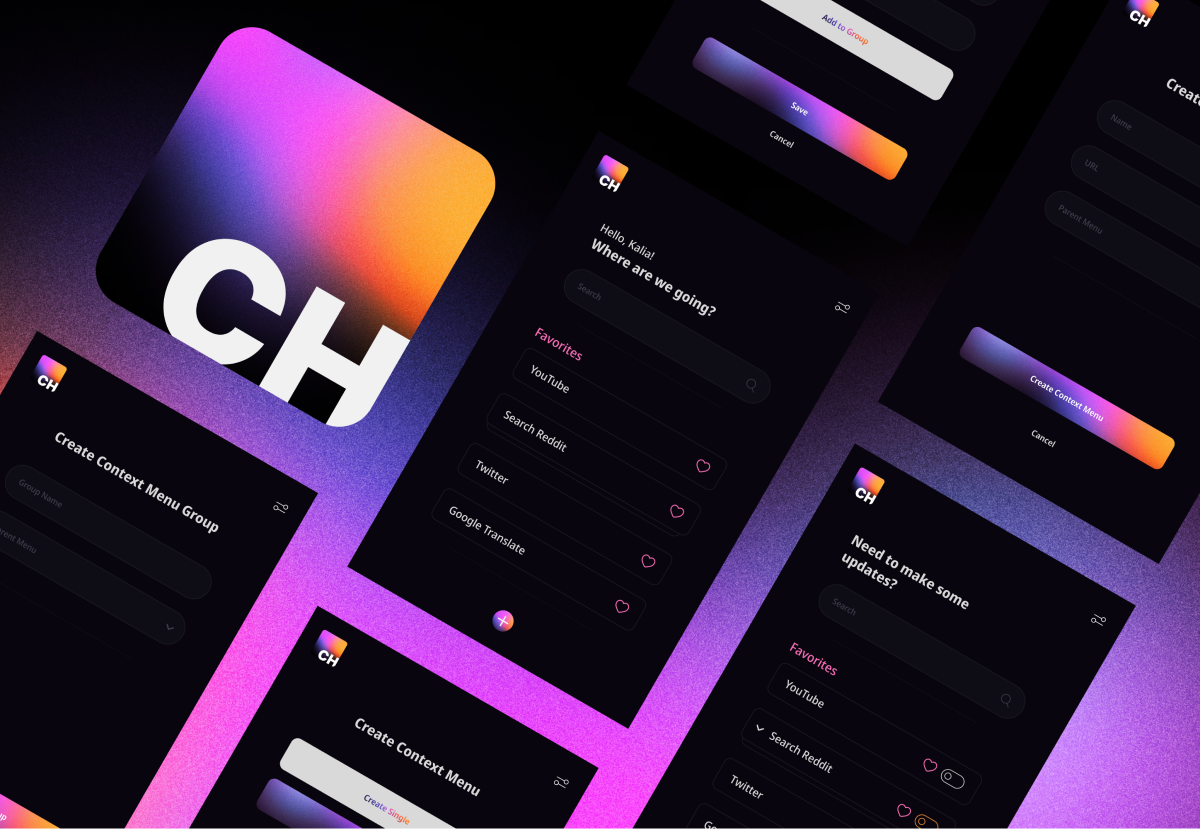 CH
Add to Group
Save
Cancel
CH
Create
Name
URL
Parent Menu
Create Context Menu
Cancel
CH
Hello, Kalia!
Where are we going?
Search
Favorites
YouTube
Search Reddit
Twitter
Google Translate
CH
Create Context Menu Group
Group Name
Parent Menu
CH
Create Context Menu
Create Single
CH
Need to make some
updates?
Search
Favorites
YouTube
Search Reddit
Twitter